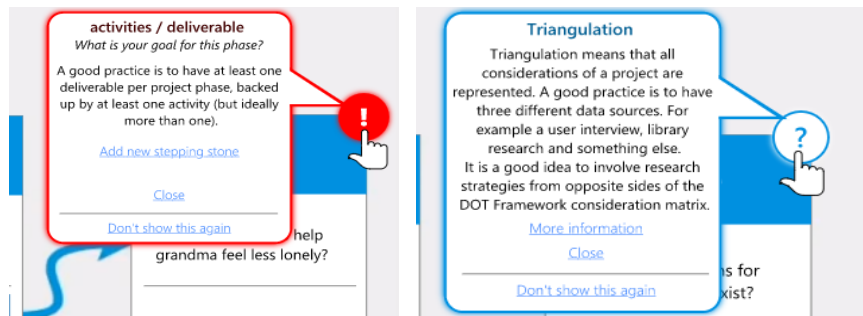 activities / deliverable
What is your goal for this phase?
A good practice is to have at least one
deliverable per project phase, backed
up by at least one activity (but ideally
more than one).
Add new stepping stone
Close
Don't show this again
!
help
grandma feel less lonely?
Triangulation
Triangulation means that all
considerations of a project are
represented. A good practice is to have
three different data sources. For
example a user interview, library
research and something else.
It is a good idea to involve research
strategies from opposite sides of the
DOT Framework consideration matrix.
More information
Close
Don't show this again
?
s for
xist?